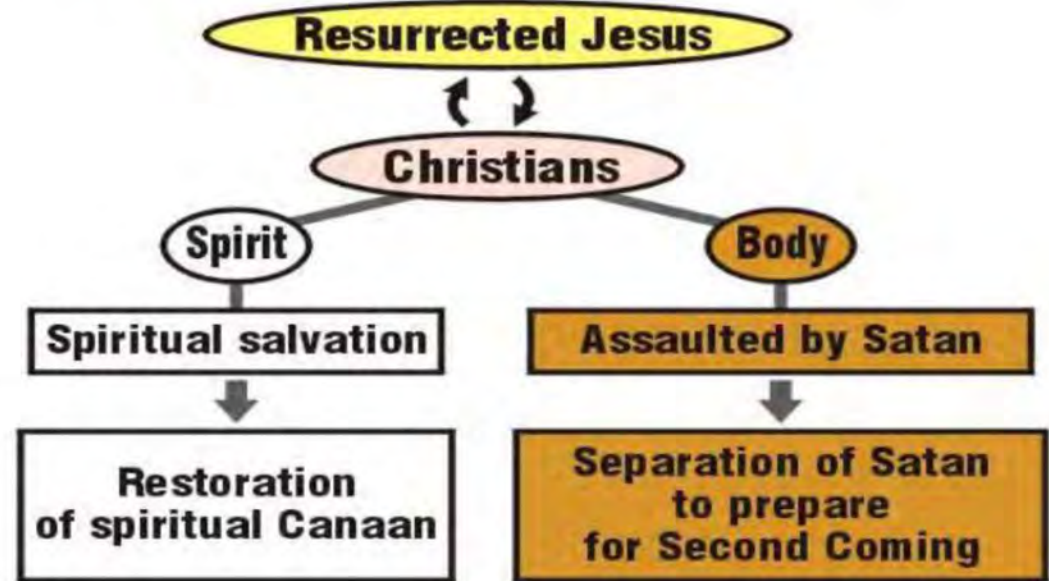 Resurrected Jesus
Christians
Spirit
Body
Spiritual salvation
Assaulted by Satan
Restoration
of spiritual Canaan
Separation of Satan
to prepare
for Second Coming